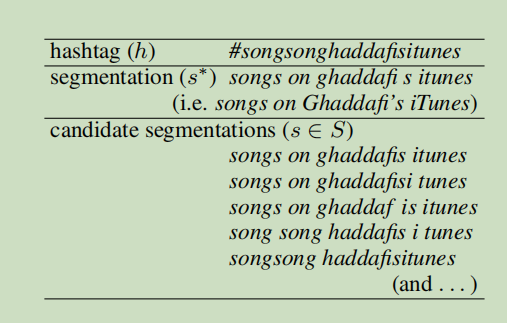 hashtag (h) #songsonghaddafisitunes
segmentation (s*) songs on ghaddafi s itunes
(i.e. songs on Ghaddafi's iTunes)
candidate segmentations (s ∈ S)
songs on ghaddafis itunes
songs on ghaddafisi tunes
songs on ghaddaf is itunes
song song haddafis i tunes
songsong haddafisitunes
(and . . . )